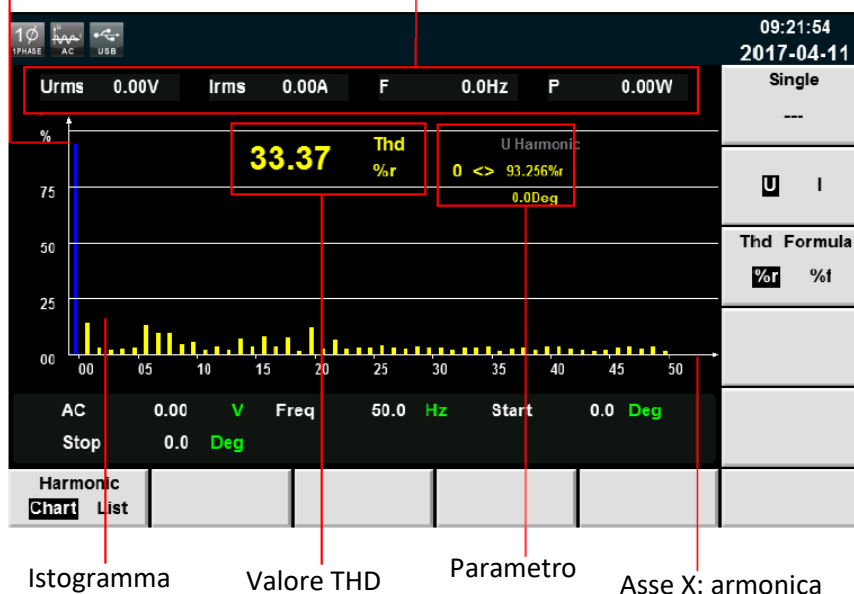 1Ø
1PHASE AC USB
09:21:54
2017-04-11
Urms 0.00V Irms 0.00A F 0.0Hz P 0.00W
Single
---
%
33.37 Thd
%r
U Harmonic
0 <> 93.256%r
0.0Deg
U I
75
50
Thd Formula
%r %f
25
00
00 05 10 15 20 25 30 35 40 45 50
AC 0.00 V Freq 50.0 Hz Start 0.0 Deg
Stop 0.0 Deg
Harmonic
Chart List
Istogramma Valore THD Parametro Asse X: armonica